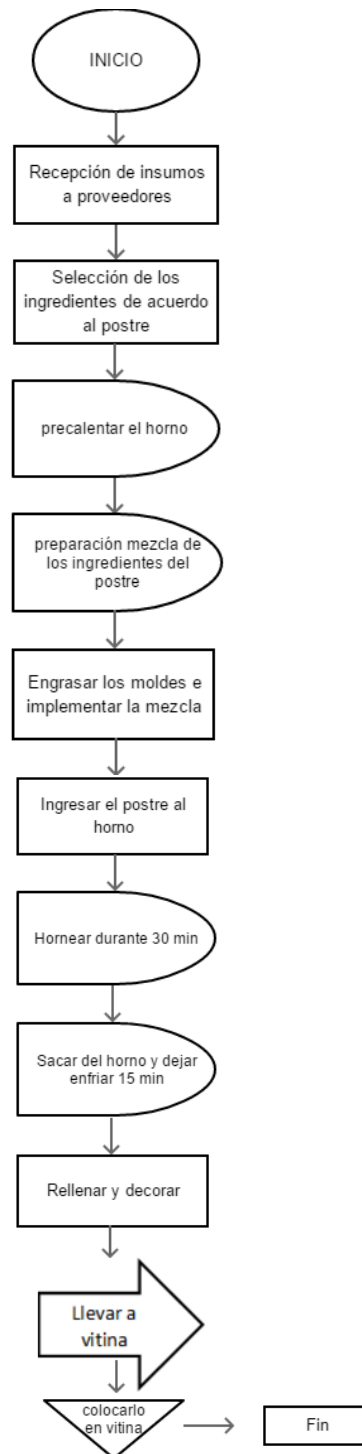 INICIO
Recepción de insumos
a proveedores
Selección de los
ingredientes de acuerdo
al postre
precalentar el horno
preparación mezcla de
los ingredientes del
postre
Engrasar los moldes e
implementar la mezcla
Ingresar el postre al
horno
Hornear durante 30 min
Sacar del horno y dejar
enfriar 15 min
Rellenar y decorar
Llevar a
vitina
colocarlo
en vitina
Fin